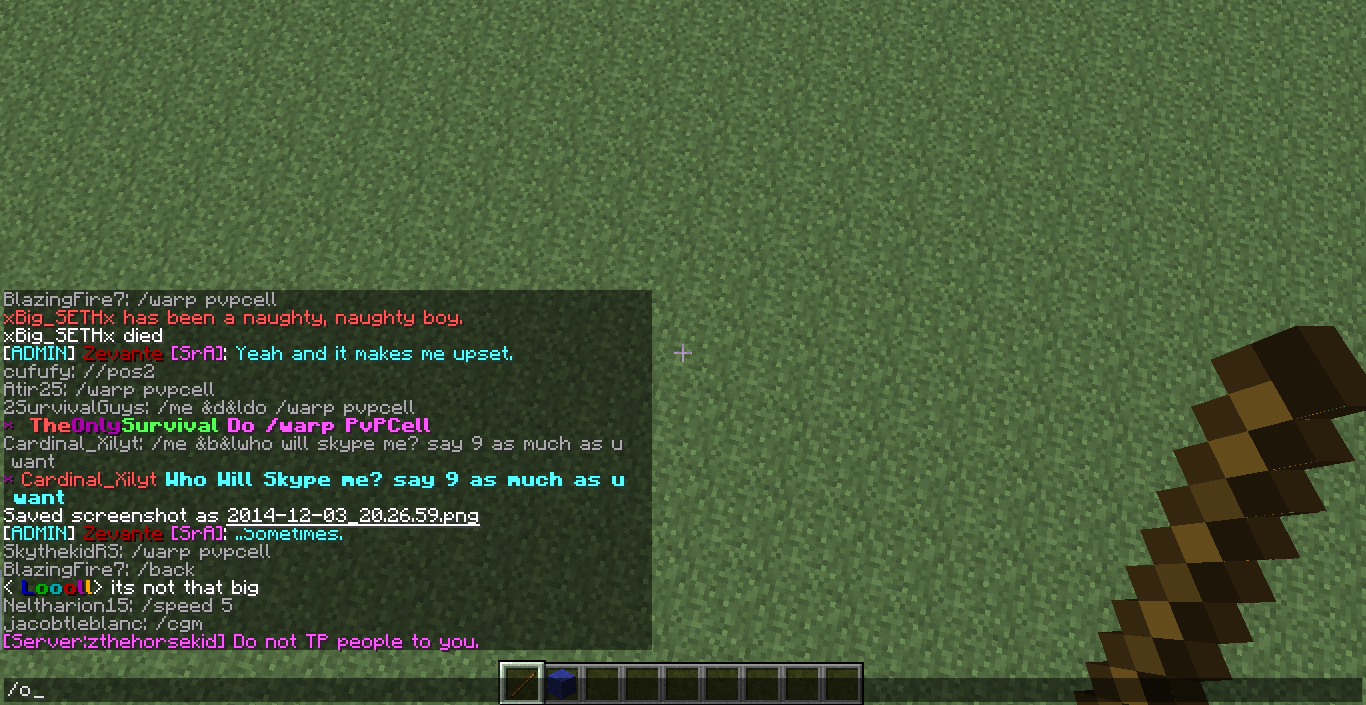 BlazingFire7: /warp pvpcell
xBig_SETHx has been a naughty, naughty boy.
xBig_SETHx died
[ADMIN] Zevante [SrA]: Yeah and it makes me upset.
cufufy: //pos2
Atir25: /warp pvpcell
2SurvivalGuys: /me &d&ldo /warp pvpcell
* TheOnlySurvival Do /warp PvPCell
Cardinal_Xilyt: /me &b&lwho will skype me? say 9 as much as u
want
* Cardinal_Xilyt Who Will Skype me? say 9 as much as u
want
Saved screenshot as 2014-12-03_20.26.59.png
[ADMIN] Zevante [SrA]: ..Sometimes.
SkythekidRS: /warp pvpcell
BlazingFire7: /back
< Loooll> its not that big
Neltharion15: /speed 5
jacobtleblanc: /cgm
[Server:zthehorsekid] Do not TP people to you.
/o_